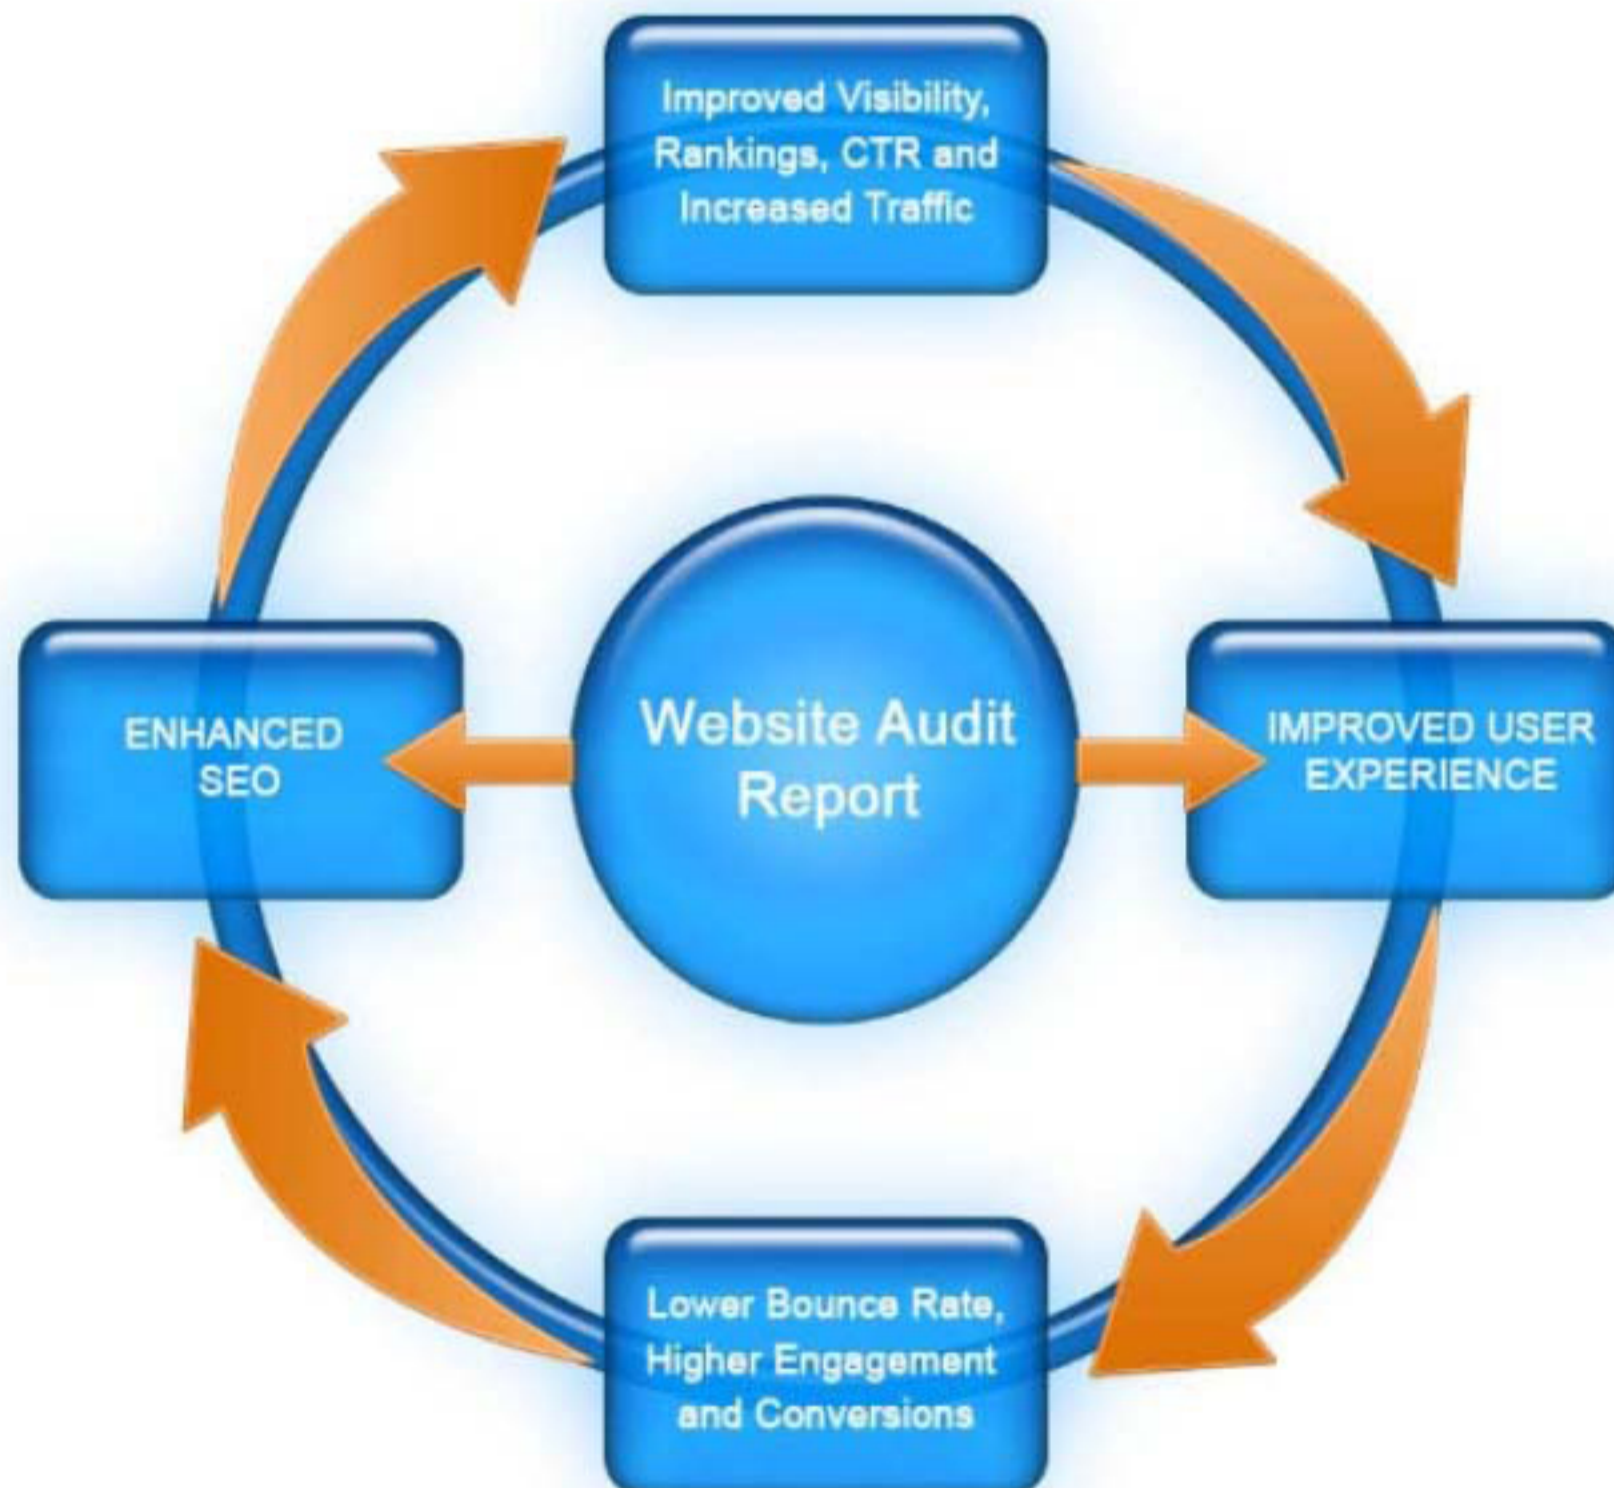 Improved Visibility,
Rankings, CTR and
Increased Traffic
ENHANCED
SEO
Website Audit
Report
IMPROVED USER
EXPERIENCE
Lower Bounce Rate,
Higher Engagement
and Conversions